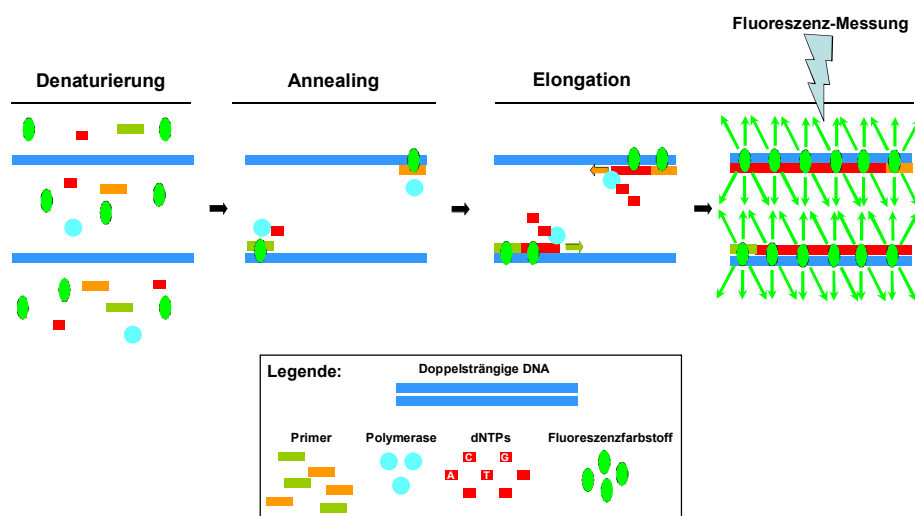 Fluoreszenz-Messung
Denaturierung
Annealing
Elongation
Legende:
Doppelsträngige DNA
Primer
Polymerase
dNTPs
Fluoreszenzfarbstoff
C
G
A
T